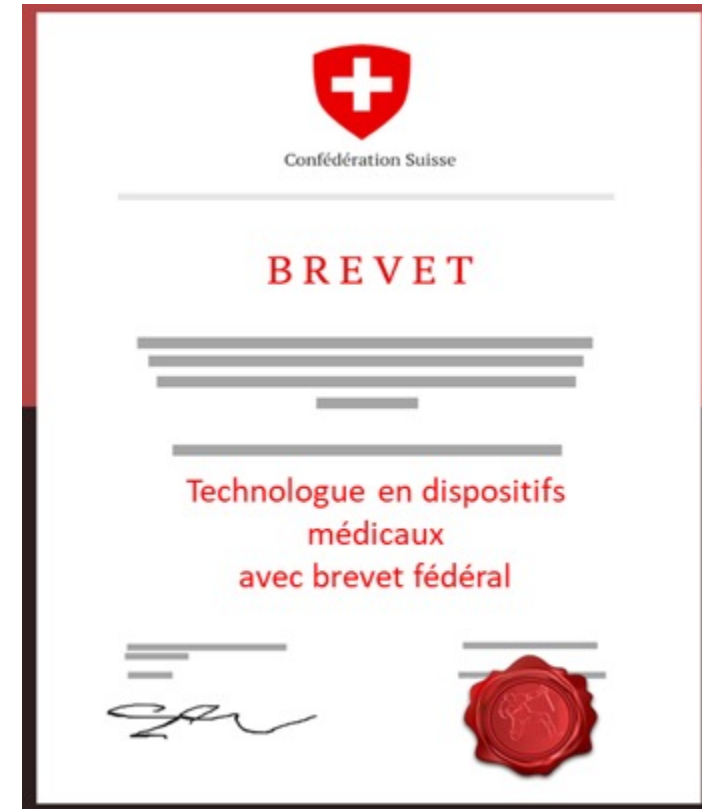 Confédération Suisse
BREVET
Technologue en dispositifs
médicaux
avec brevet fédéral